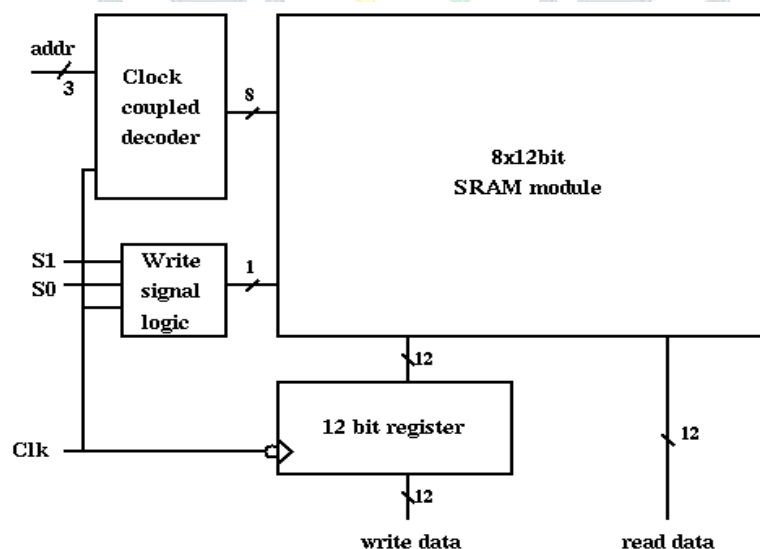 addr
3
Clock
coupled
decoder
8
8x12bit
SRAM module
S1
S0
Write
signal
logic
1
12
12 bit register
Clk
12
12
write data
read data